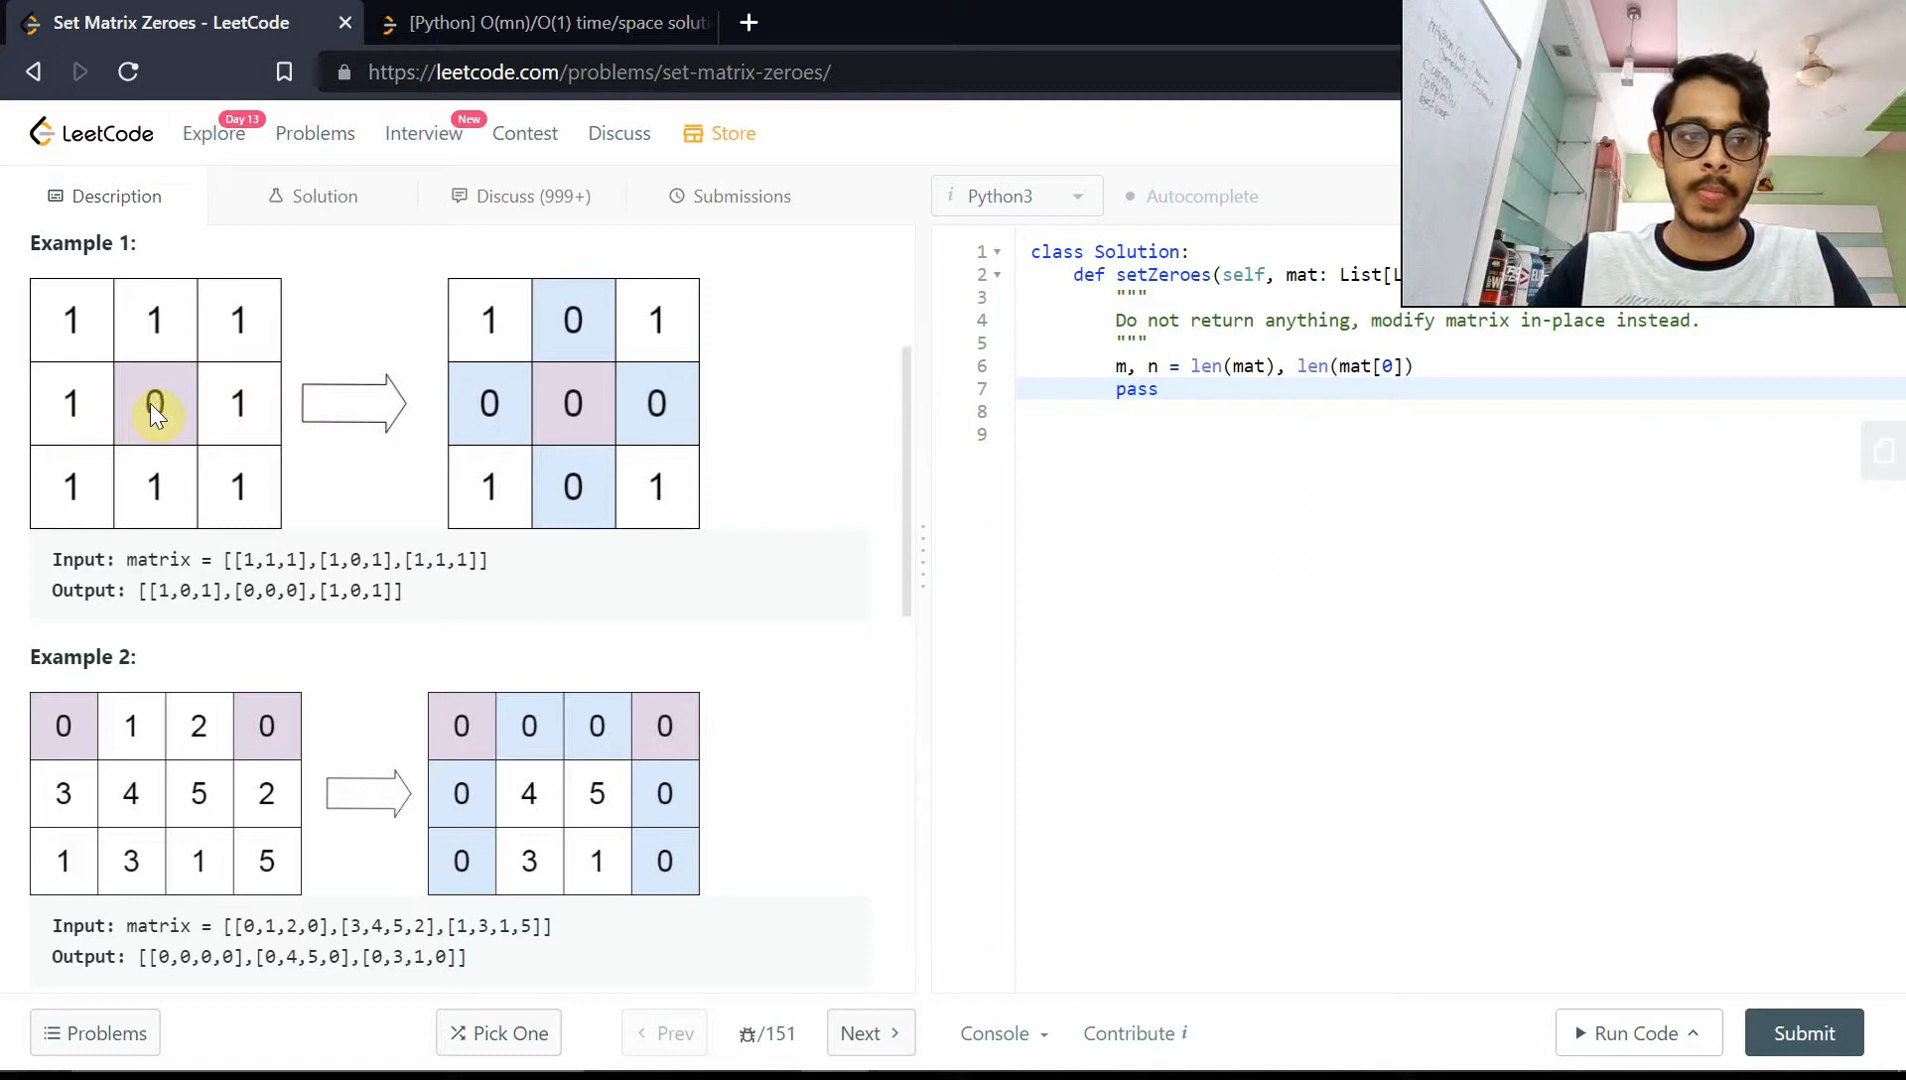 Set Matrix Zeroes - LeetCode
[Python] O(mn)/O(1) time/space soluti
https://leetcode.com/problems/set-matrix-zeroes/
LeetCode
Explore
Day 13
Problems
Interview
New
Contest
Discuss
Store
Description
Solution
Discuss (999+)
Submissions
Python3
Autocomplete
Example 1:
1 1 1
1 0 1
1 1 1
1 0 1
0 0 0
1 0 1
Input: matrix = [[1,1,1],[1,0,1],[1,1,1]]
Output: [[1,0,1],[0,0,0],[1,0,1]]
Example 2:
0 1 2 0
3 4 5 2
1 3 1 5
0 0 0 0
0 4 5 0
0 3 1 0
Input: matrix = [[0,1,2,0],[3,4,5,2],[1,3,1,5]]
Output: [[0,0,0,0],[0,4,5,0],[0,3,1,0]]
1 class Solution:
2 def setZeroes(self, mat: List[L
3 """
4 Do not return anything, modify matrix in-place instead.
5 """
6 m, n = len(mat), len(mat[0])
7 pass
8
9
Problems
Pick One
Prev
/151
Next
Console
Contribute i
Run Code
Submit